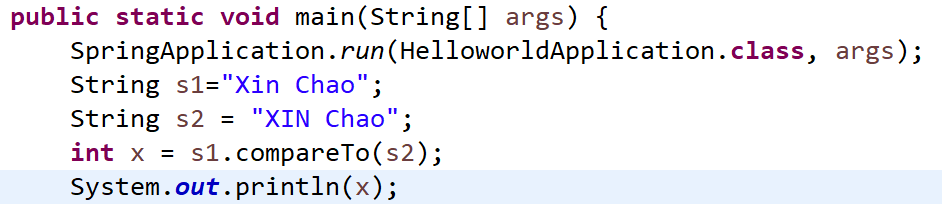 public static void main(String[] args) {
SpringApplication.run(HelloworldApplication.class, args);
String s1="Xin Chao";
String s2 = "XIN Chao";
int x = s1.compareTo(s2);
System.out.println(x);